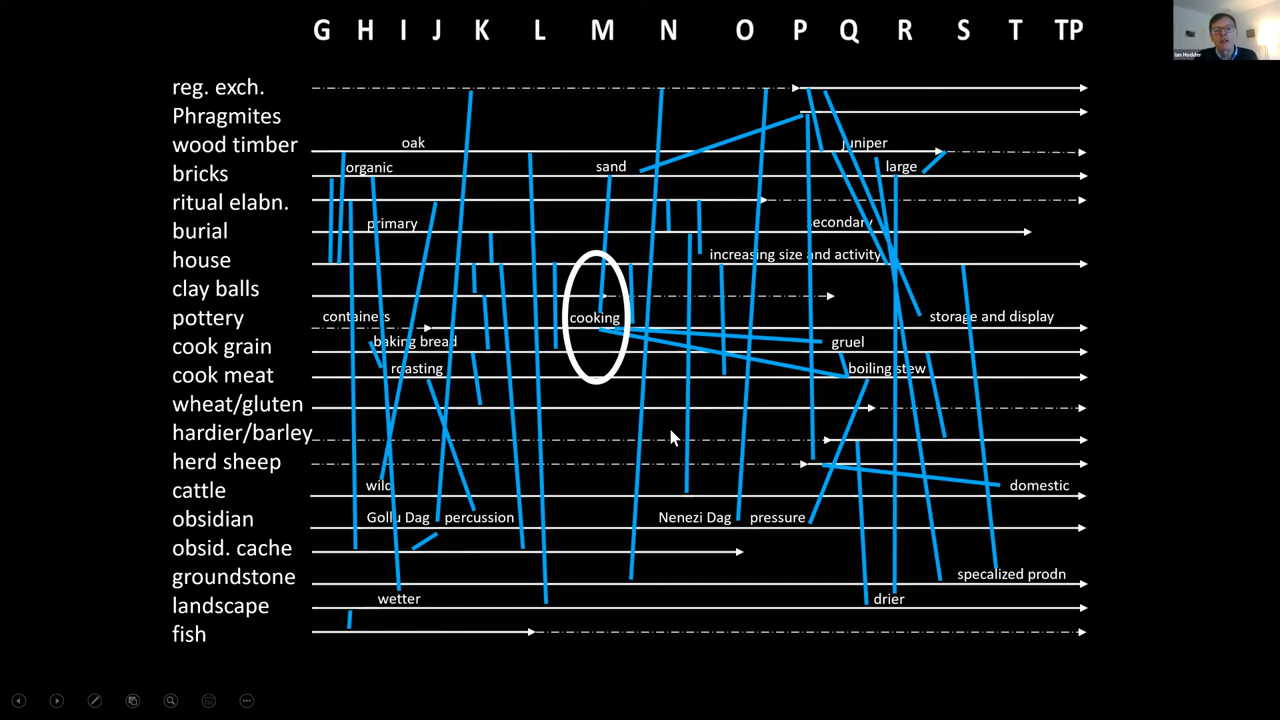 G H I J K L M N O P Q R S T TP
Ian Hodder
reg. exch.
Phragmites
wood timber oak juniper
bricks organic sand large
ritual elabn.
burial primary secondary
house increasing size and activity
clay balls
pottery containers cooking storage and display
cook grain baking bread gruel
cook meat roasting boiling stew
wheat/gluten
hardier/barley
herd sheep
cattle wild domestic
obsidian Gollu Dag percussion Nenezi Dag pressure
obsid. cache
groundstone specalized prodn
landscape wetter drier
fish